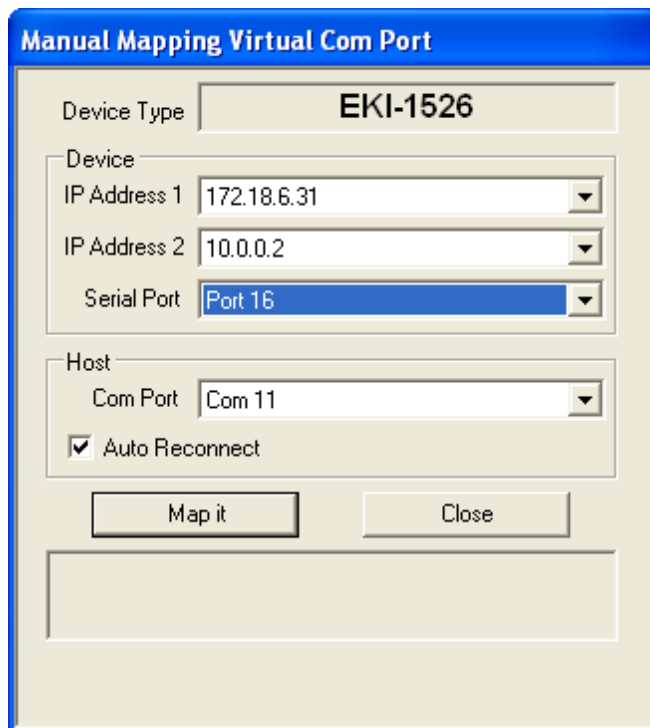 Manual Mapping Virtual Com Port
Device Type EKI-1526
Device
IP Address 1 172.18.6.31
IP Address 2 10.0.0.2
Serial Port Port 16
Host
Com Port Com 11
Auto Reconnect
Map it Close